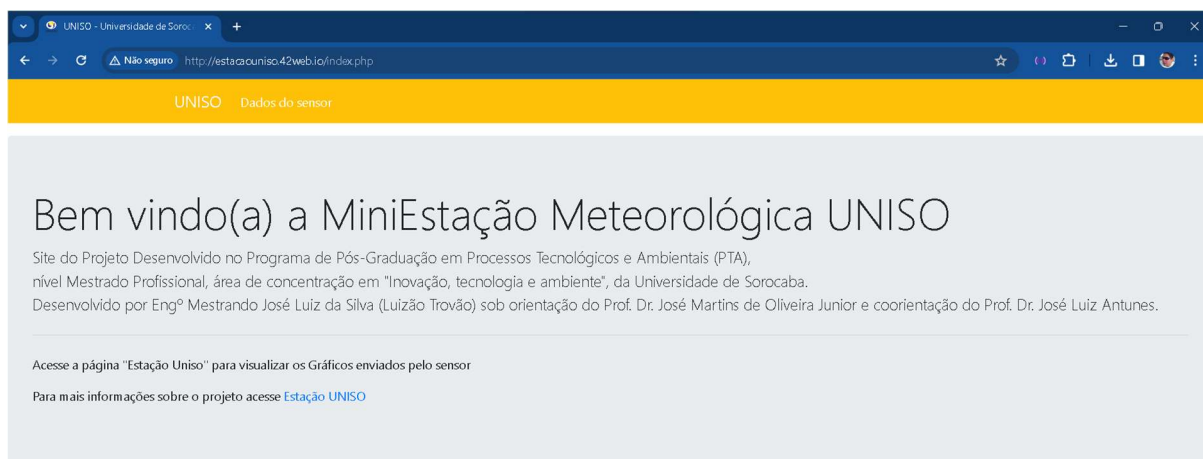 UNISO - Universidade de Soroc
Não seguro http://estacaouniso.42web.io/index.php
UNISO Dados do sensor
Bem vindo(a) a MiniEstação Meteorológica UNISO
Site do Projeto Desenvolvido no Programa de Pós-Graduação em Processos Tecnológicos e Ambientais (PTA),
nível Mestrado Profissional, área de concentração em "Inovação, tecnologia e ambiente", da Universidade de Sorocaba.
Desenvolvido por Engº Mestrando José Luiz da Silva (Luizão Trovão) sob orientação do Prof. Dr. José Martins de Oliveira Junior e coorientação do Prof. Dr. José Luiz Antunes.
Acesse a página "Estação Uniso" para visualizar os Gráficos enviados pelo sensor
Para mais informações sobre o projeto acesse Estação UNISO